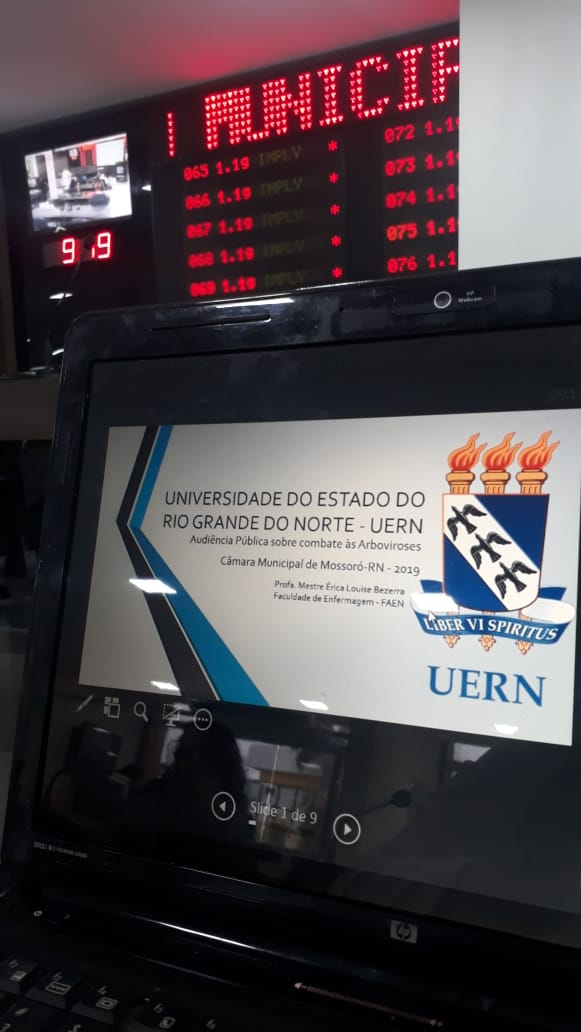 MUNICIP
065 1.19 IMPLY *
066 1.19 IMPLY *
067 1.19 IMPLY *
068 1.19 IMPLY *
069 1.19 IMPLY *
072 1.19
073 1.19
074 1.19
075 1.19
076 1.1
9 19
HP
Webcam
UNIVERSIDADE DO ESTADO DO
RIO GRANDE DO NORTE - UERN
Audiência Pública sobre combate às Arboviroses
Câmara Municipal de Mossoró-RN - 2019
Profa. Mestre Érica Louise Bezerra
Faculdade de Enfermagem - FAEN
LIBER VI SPIRITUS
UERN
Slide 1 de 9
hp